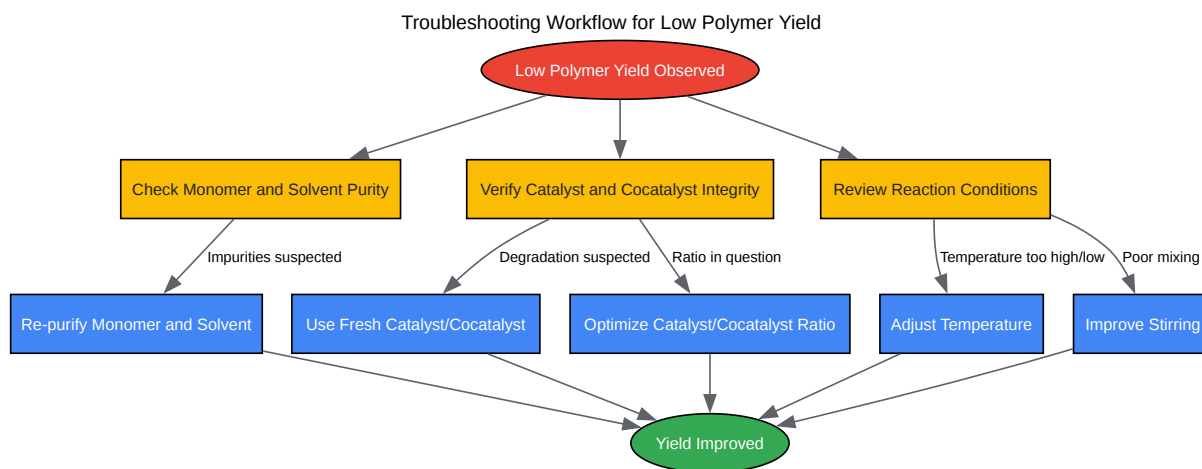 Troubleshooting Workflow for Low Polymer Yield
Low Polymer Yield Observed
Check Monomer and Solvent Purity
Verify Catalyst and Cocatalyst Integrity
Review Reaction Conditions
Impurities suspected
Degradation suspected
Ratio in question
Temperature too high/low
Poor mixing
Re-purify Monomer and Solvent
Use Fresh Catalyst/Cocatalyst
Optimize Catalyst/Cocatalyst Ratio
Adjust Temperature
Improve Stirring
Yield Improved